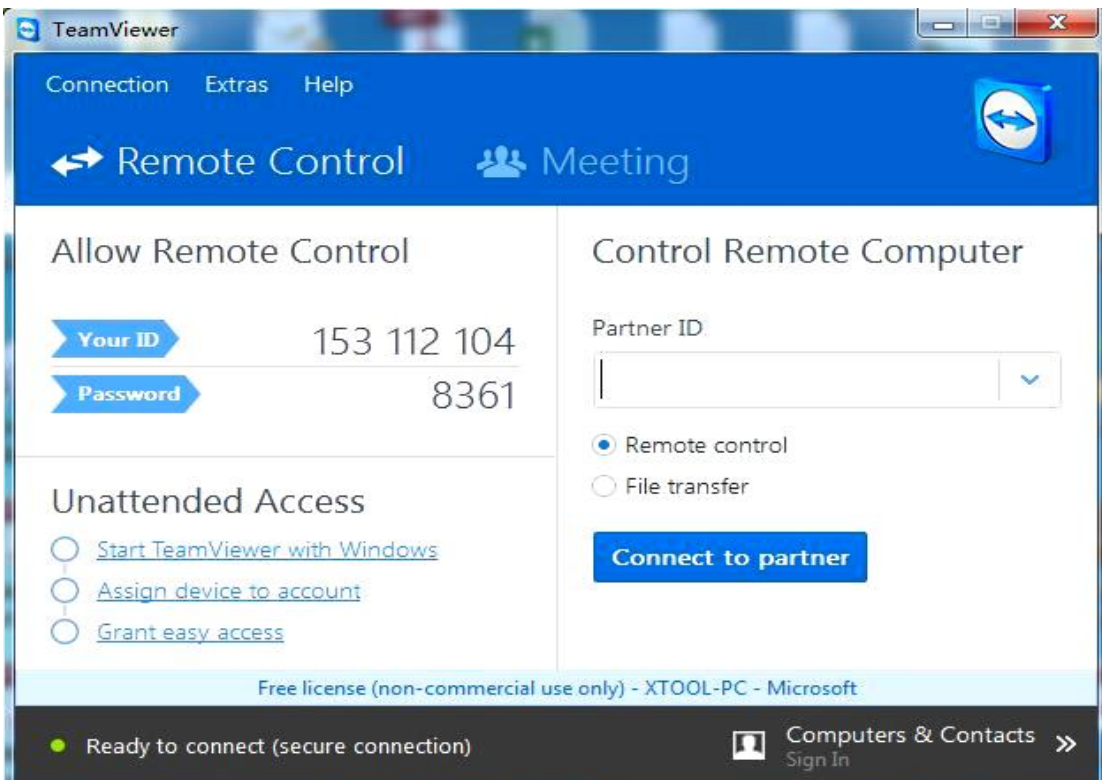 TeamViewer
Connection Extras Help
Remote Control Meeting
Allow Remote Control
Your ID 153 112 104
Password 8361
Unattended Access
Start TeamViewer with Windows
Assign device to account
Grant easy access
Control Remote Computer
Partner ID
Remote control
File transfer
Connect to partner
Free license (non-commercial use only) - XTOOL-PC - Microsoft
Ready to connect (secure connection)
Computers & Contacts
Sign In